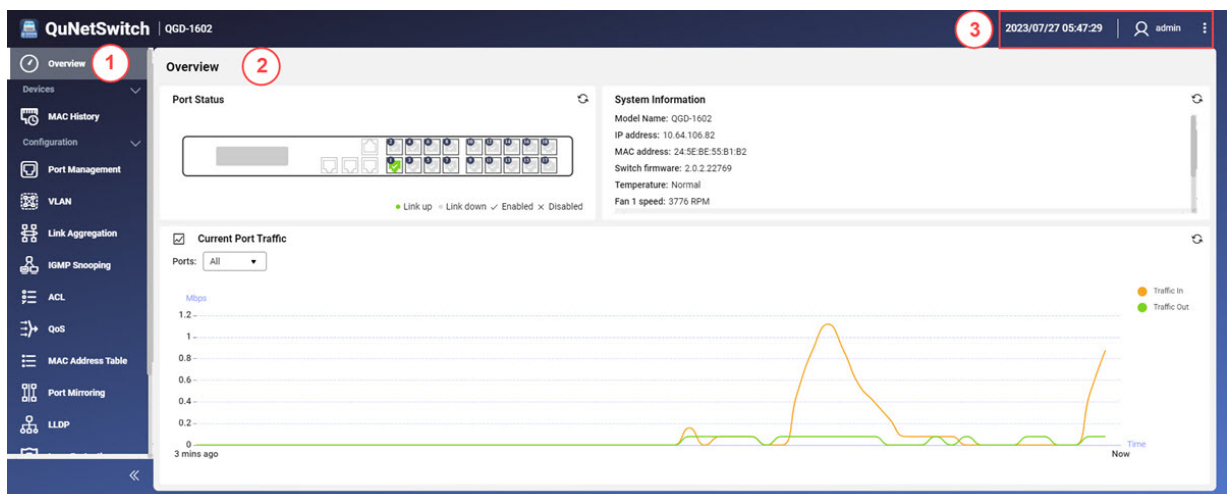 QuNetSwitch | QGD-1602
3
2023/07/27 05:47:29
admin
Overview
1
Devices
MAC History
Configuration
Port Management
VLAN
Link Aggregation
IGMP Snooping
ACL
QoS
MAC Address Table
Port Mirroring
LLDP
Overview
2
Port Status
Link up Link down Enabled Disabled
System Information
Model Name: QGD-1602
IP address: 10.64.106.82
MAC address: 24:5E:BE:55:B1:B2
Switch firmware: 2.0.2.22769
Temperature: Normal
Fan 1 speed: 3776 RPM
Current Port Traffic
Ports: All
Mbps
Traffic In
Traffic Out
1.2
1
0.8
0.6
0.4
0.2
0
Time
3 mins ago
Now